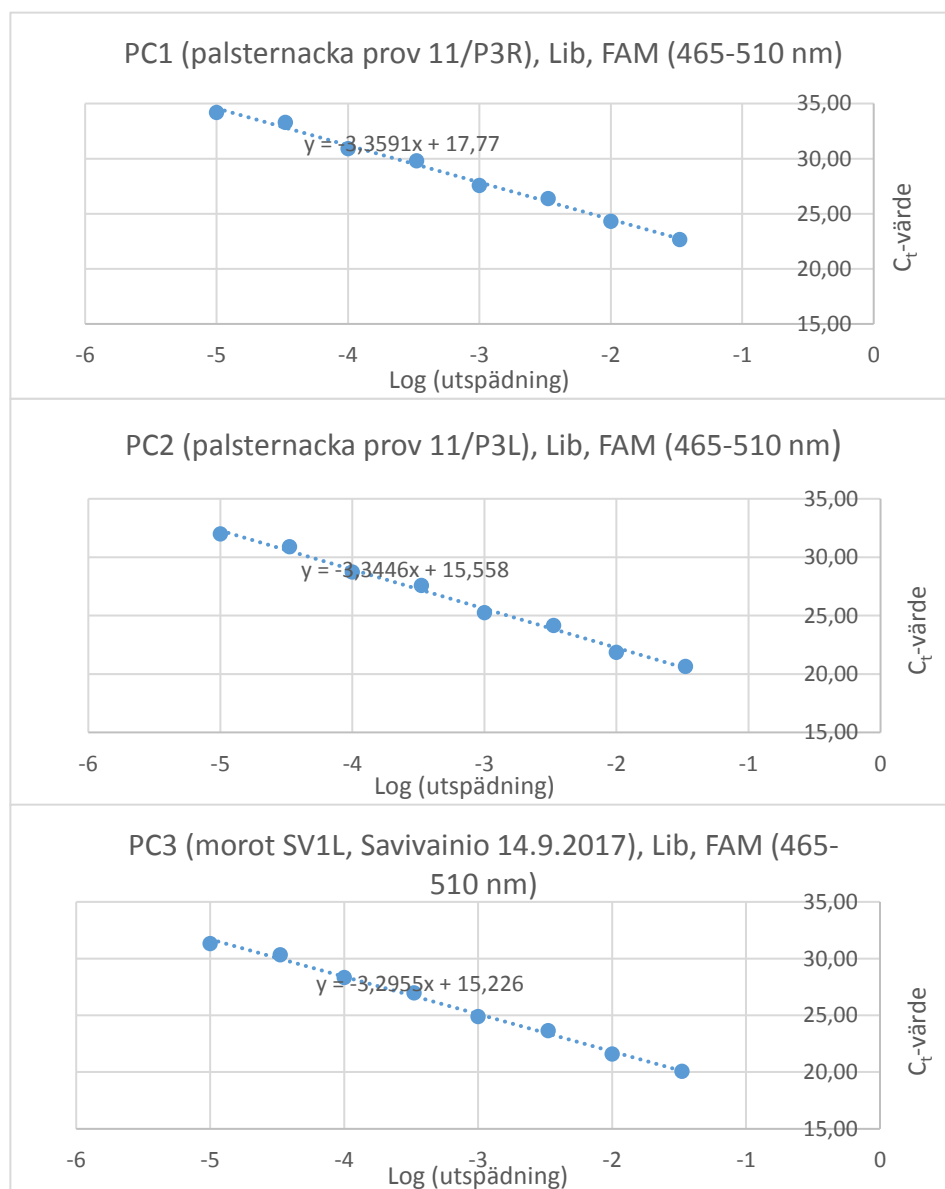 PC1 (palsternacka prov 11/P3R), Lib, FAM (465-510 nm)
35,00
30,00
25,00
20,00
15,00
y = -3,3591x + 17,77
Ct-värde
-6 -5 -4 -3 -2 -1 0
Log (utspädning)
PC2 (palsternacka prov 11/P3L), Lib, FAM (465-510 nm)
35,00
30,00
25,00
20,00
15,00
y = -3,3446x + 15,558
Ct-värde
-6 -5 -4 -3 -2 -1 0
Log (utspädning)
PC3 (morot SV1L, Savivainio 14.9.2017), Lib, FAM (465-
510 nm)
35,00
30,00
25,00
20,00
15,00
y = -3,2955x + 15,226
Ct-värde
-6 -5 -4 -3 -2 -1 0
Log (utspädning)